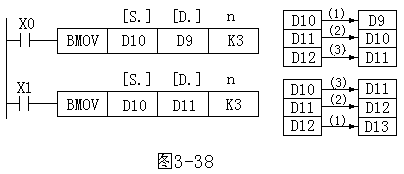 X0
[S.] [D.] n
BMOV D10 D9 K3
D10 (1) D9
D11 (2) D10
D12 (3) D11
X1
[S.] [D.] n
BMOV D10 D11 K3
D10 (3) D11
D11 (2) D12
D12 (1) D13
图3-38